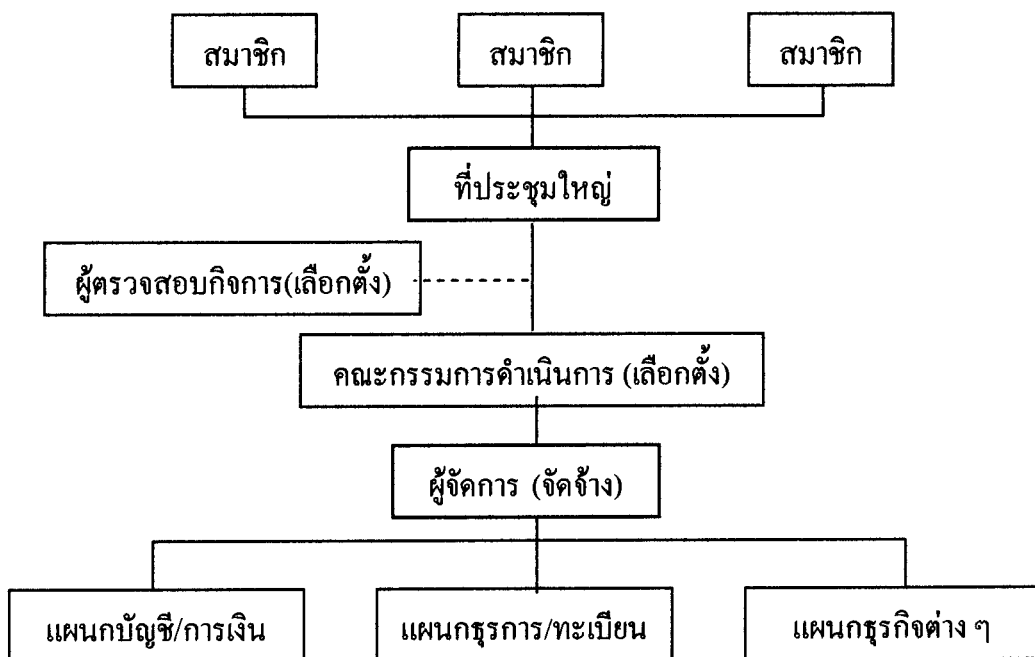 สมาชิก
สมาชิก
สมาชิก
ที่ประชุมใหญ่
ผู้ตรวจสอบกิจการ(เลือกตั้ง)
คณะกรรมการดำเนินการ (เลือกตั้ง)
ผู้จัดการ (จัดจ้าง)
แผนกบัญชี/การเงิน
แผนกธุรการ/ทะเบียน
แผนกธุรกิจต่าง ๆ